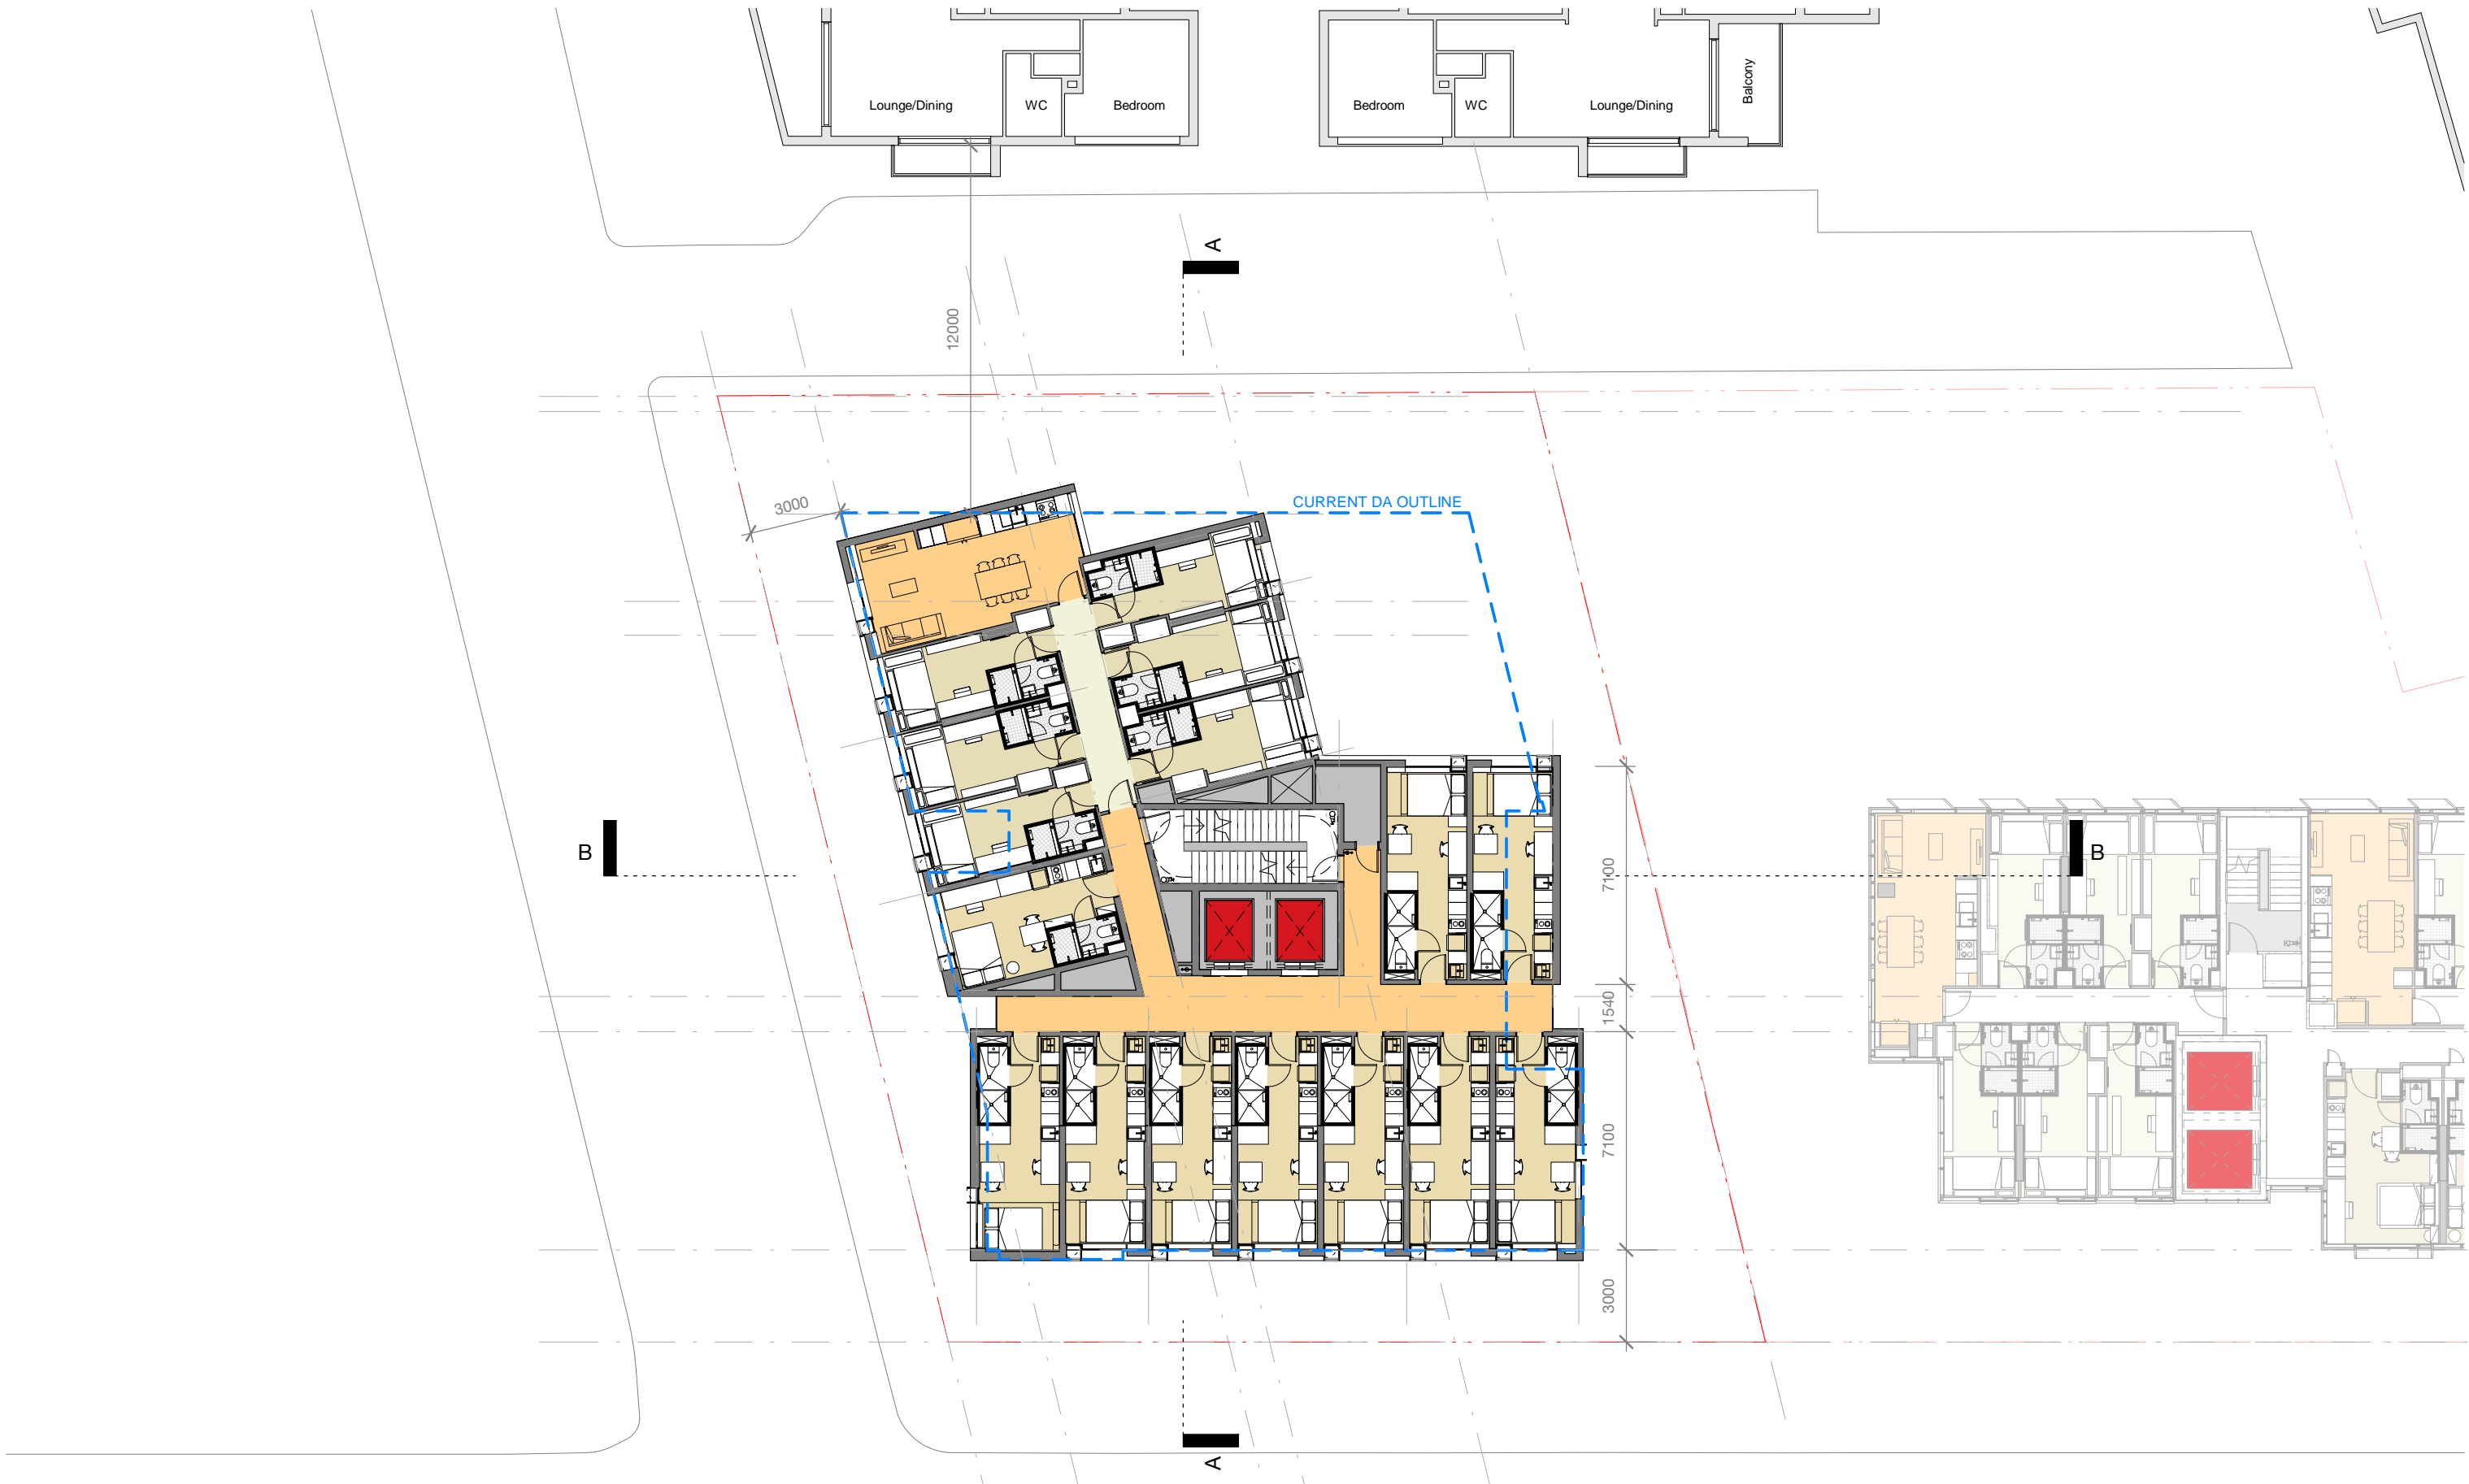 Lounge/Dining
WC
Bedroom
Bedroom
WC
Lounge/Dining
Balcony
A
12000
3000
CURRENT DA OUTLINE
B
B
7100
1540
7100
3000
A